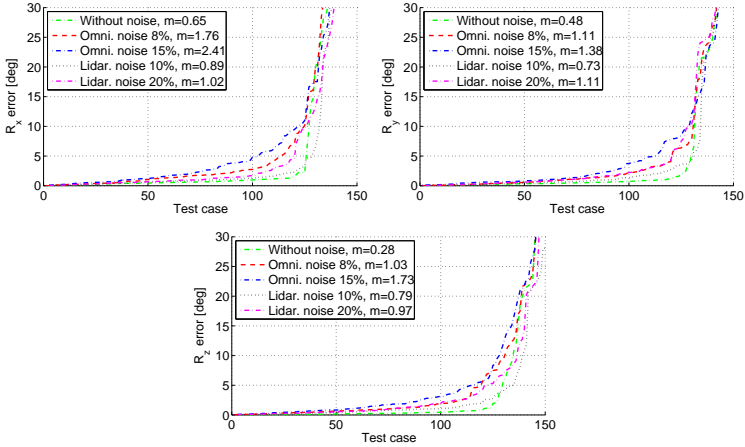 30
25
20
15
10
5
0
0 50 100 150
R_x error [deg]
Test case
Without noise, m=0.65
Omni. noise 8%, m=1.76
Omni. noise 15%, m=2.41
Lidar. noise 10%, m=0.89
Lidar. noise 20%, m=1.02
30
25
20
15
10
5
0
0 50 100 150
R_y error [deg]
Test case
Without noise, m=0.48
Omni. noise 8%, m=1.11
Omni. noise 15%, m=1.38
Lidar. noise 10%, m=0.73
Lidar. noise 20%, m=1.11
30
25
20
15
10
5
0
0 50 100 150
R_z error [deg]
Test case
Without noise, m=0.28
Omni. noise 8%, m=1.03
Omni. noise 15%, m=1.73
Lidar. noise 10%, m=0.79
Lidar. noise 20%, m=0.97